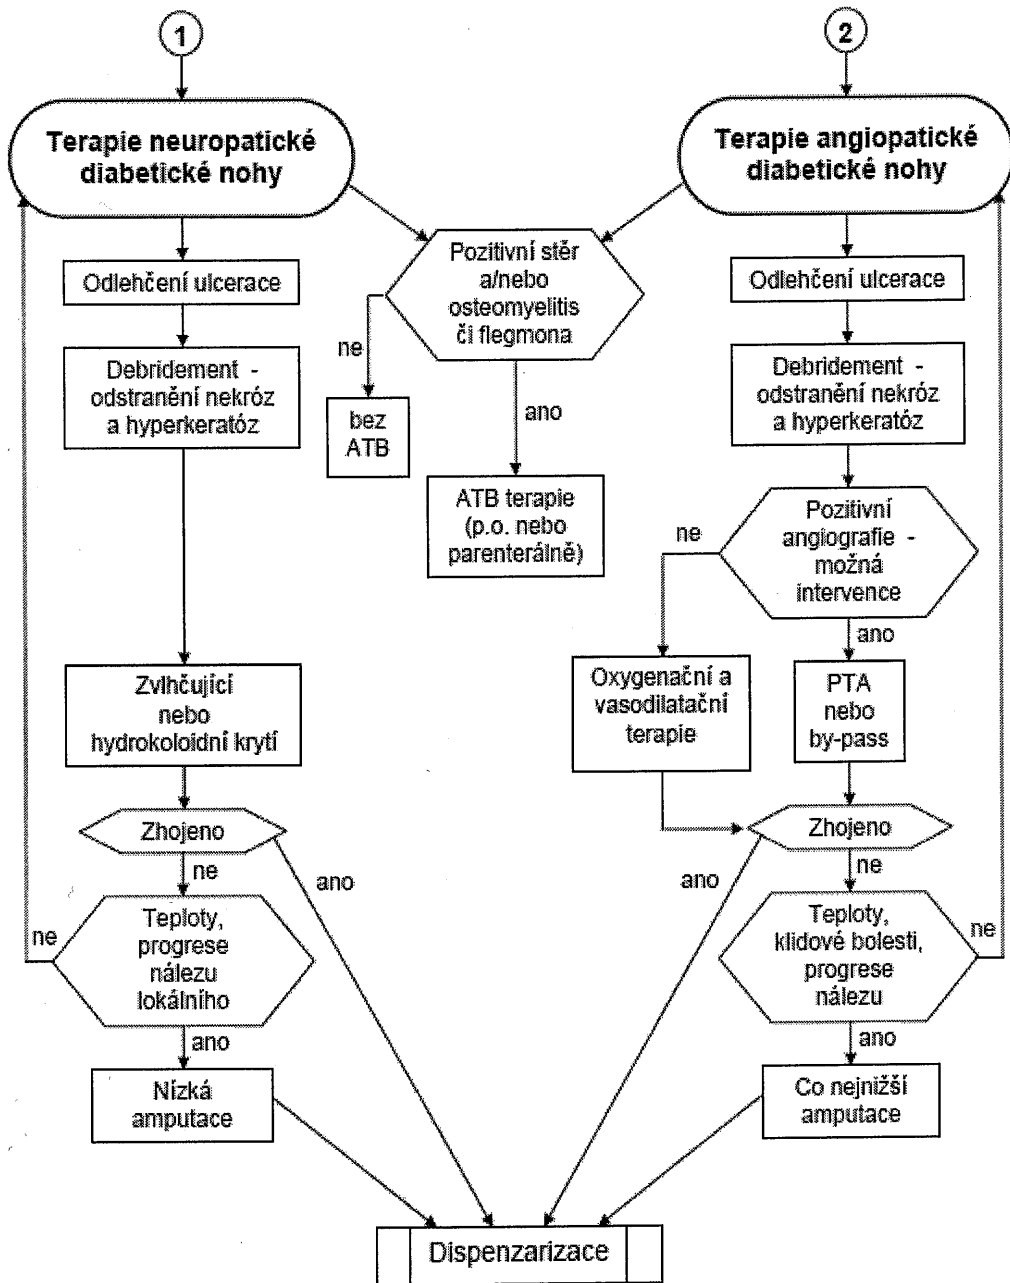 1
Terapie neuropatické
diabetické nohy
Odlehčení ulcerace
Debridement -
odstranění nekróz
a hyperkeratóz
Zvlhčující
nebo
hydrokoloidní krytí
Zhojeno
ne
ano
Teploty,
progrese
nálezu
lokálního
ne
ano
Nízká
amputace
Pozitivní stěr
a/nebo
osteomyelitis
či flegmona
ne
bez
ATB
ano
ATB terapie
(p.o. nebo
parenterálně)
2
Terapie angiopatické
diabetické nohy
Odlehčení ulcerace
Debridement -
odstranění nekróz
a hyperkeratóz
Pozitivní
angiografie -
možná
intervence
ne
ano
Oxygenační a
vasodilatační
terapie
PTA
nebo
by-pass
Zhojeno
ano
ne
Teploty,
klidové bolesti,
progrese
nálezu
ne
ano
Co nejnižší
amputace
Dispenzarizace